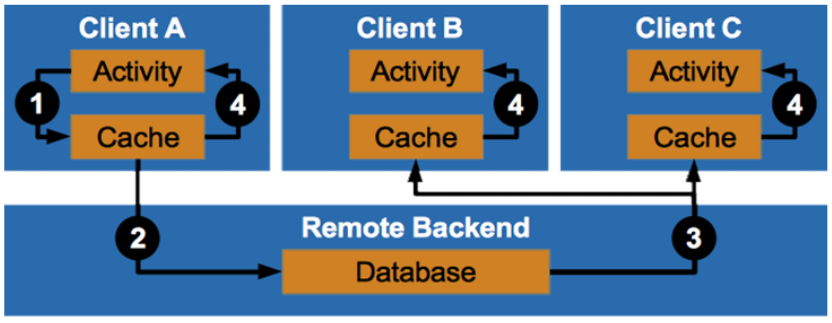 Client A
Client B
Client C
Activity
Activity
Activity
1
4
4
4
Cache
Cache
Cache
Remote Backend
2
3
Database